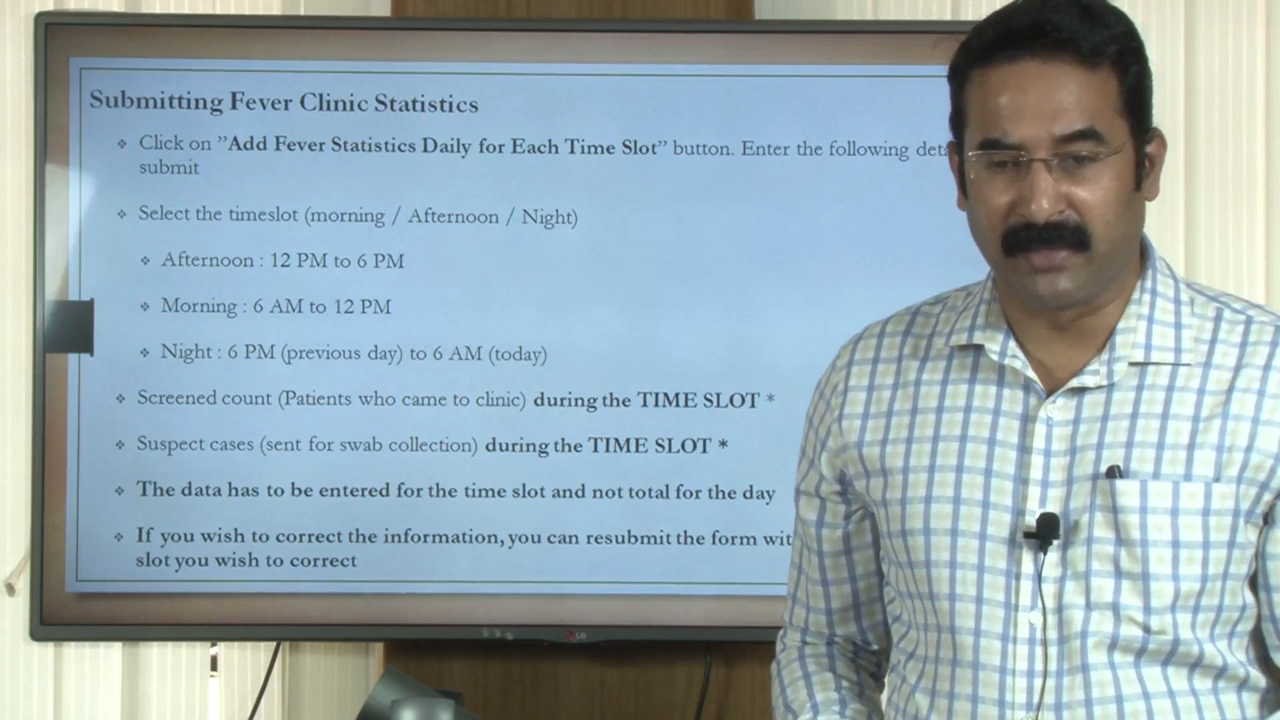 Submitting Fever Clinic Statistics
❖ Click on ”Add Fever Statistics Daily for Each Time Slot” button. Enter the following
submit
❖ Select the timeslot (morning / Afternoon / Night)
❖ Afternoon : 12 PM to 6 PM
❖ Morning : 6 AM to 12 PM
❖ Night : 6 PM (previous day) to 6 AM (today)
❖ Screened count (Patients who came to clinic) during the TIME SLOT *
❖ Suspect cases (sent for swab collection) during the TIME SLOT *
❖ The data has to be entered for the time slot and not total for the day
❖ If you wish to correct the information, you can resubmit the form
slot you wish to correct
LG